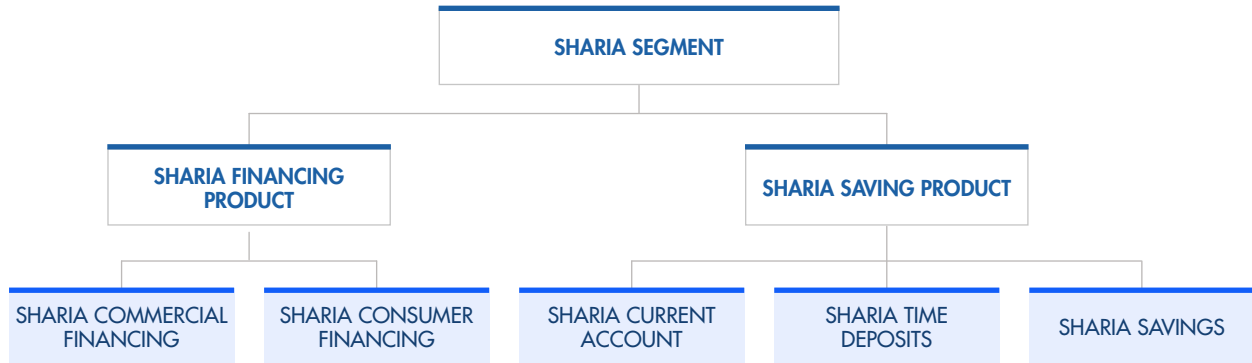 SHARIA SEGMENT
SHARIA FINANCING
PRODUCT
SHARIA SAVING PRODUCT
SHARIA COMMERCIAL
FINANCING
SHARIA CONSUMER
FINANCING
SHARIA CURRENT
ACCOUNT
SHARIA TIME
DEPOSITS
SHARIA SAVINGS